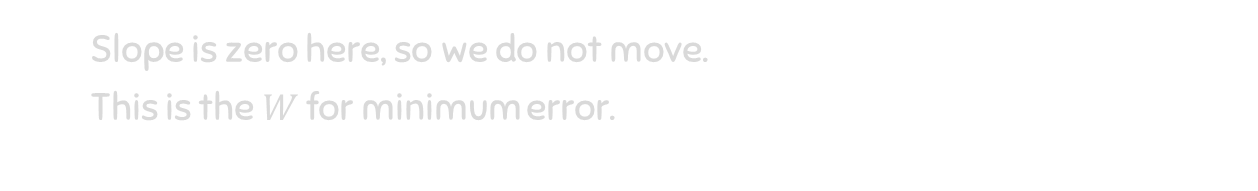 Slope is zero here, so we do not move.
This is the W for minimum error.